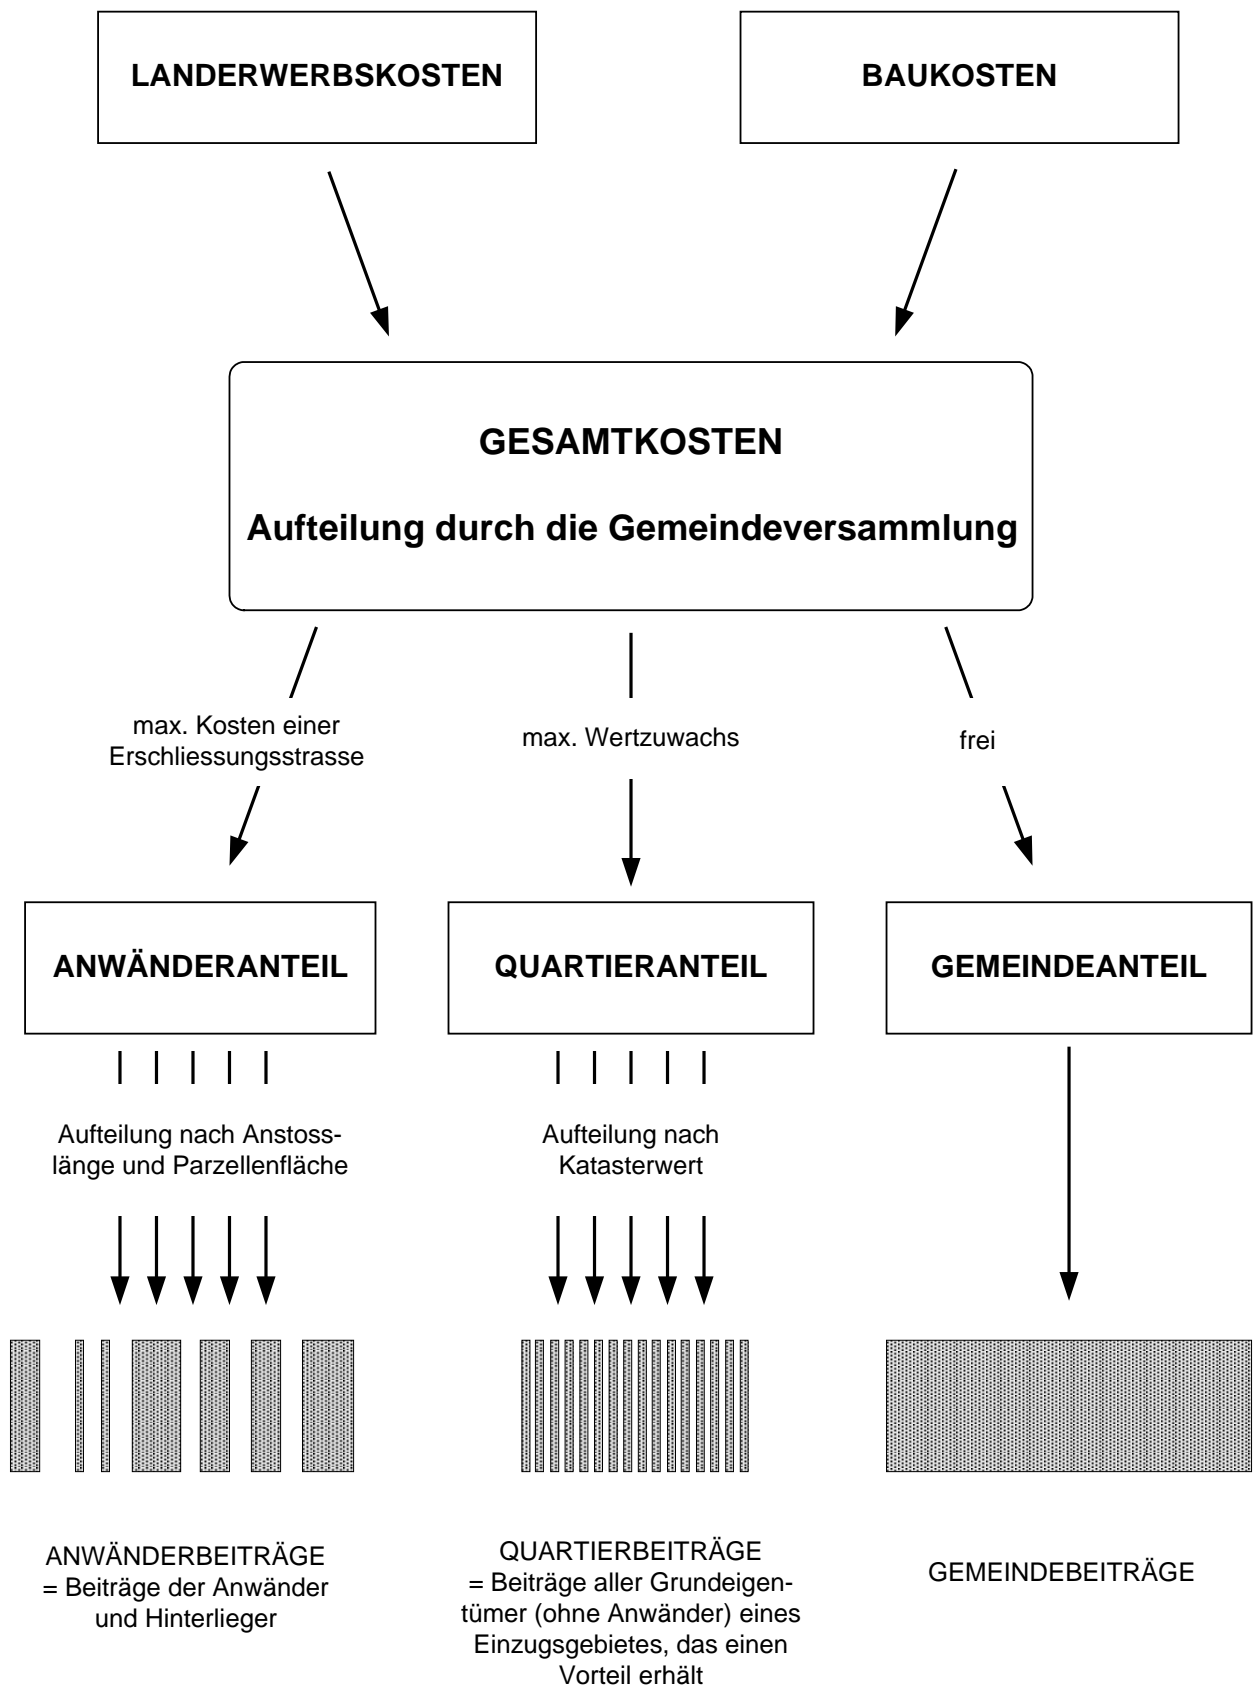 LANDERWERBSKOSTEN
BAUKOSTEN
GESAMTKOSTEN
Aufteilung durch die Gemeindeversammlung
max. Kosten einer
Erschliessungsstrasse
max. Wertzuwachs
frei
ANWÄNDERANTEIL
QUARTIERANTEIL
GEMEINDEANTEIL
Aufteilung nach Anstoss-
länge und Parzellenfläche
Aufteilung nach
Katasterwert
ANWÄNDERBEITRÄGE
= Beiträge der Anwänder
und Hinterlieger
QUARTIERBEITRÄGE
= Beiträge aller Grundeigen-
tümer (ohne Anwänder) eines
Einzugsgebietes, das einen
Vorteil erhält
GEMEINDEBEITRÄGE